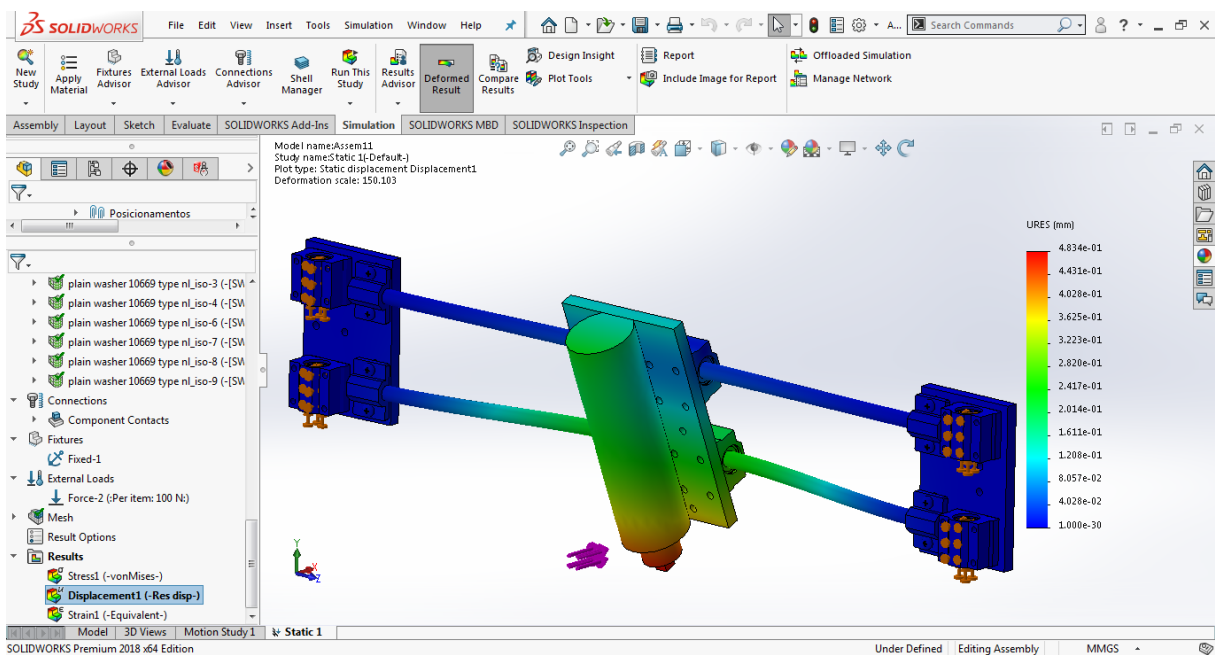 SOLIDWORKS
File Edit View Insert Tools Simulation Window Help
A...
Search Commands
?
New Study
Apply Material
Fixtures Advisor
External Loads Advisor
Connections Advisor
Shell Manager
Run This Study
Results Advisor
Deformed Result
Compare Results
Design Insight
Plot Tools
Report
Include Image for Report
Offloaded Simulation
Manage Network
Assembly Layout Sketch Evaluate SOLIDWORKS Add-Ins Simulation SOLIDWORKS MBD SOLIDWORKS Inspection
Model name:Assem11
Study name:Static 1(-Default-)
Plot type: Static displacement Displacement1
Deformation scale: 150.103
Posicionamentos
plain washer 10669 type nl_iso-3 (-[SW
plain washer 10669 type nl_iso-4 (-[SW
plain washer 10669 type nl_iso-6 (-[SW
plain washer 10669 type nl_iso-7 (-[SW
plain washer 10669 type nl_iso-8 (-[SW
plain washer 10669 type nl_iso-9 (-[SW
Connections
Component Contacts
Fixtures
Fixed-1
External Loads
Force-2 (:Per item: 100 N:)
Mesh
Result Options
Results
Stress1 (-vonMises-)
Displacement1 (-Res disp-)
Strain1 (-Equivalent-)
URES (mm)
4.834e-01
4.431e-01
4.028e-01
3.625e-01
3.223e-01
2.820e-01
2.417e-01
2.014e-01
1.611e-01
1.208e-01
8.057e-02
4.028e-02
1.000e-30
Y
X
Z
Model 3D Views Motion Study 1 Static 1
SOLIDWORKS Premium 2018 x64 Edition
Under Defined Editing Assembly MMGS